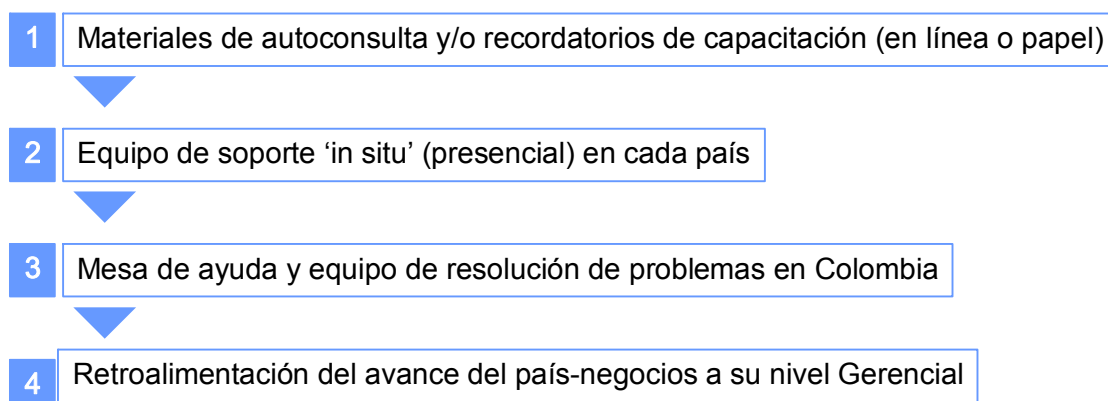 1 Materiales de autoconsulta y/o recordatorios de capacitación (en línea o papel)
2 Equipo de soporte ‘in situ’ (presencial) en cada país
3 Mesa de ayuda y equipo de resolución de problemas en Colombia
4 Retroalimentación del avance del país-negocios a su nivel Gerencial